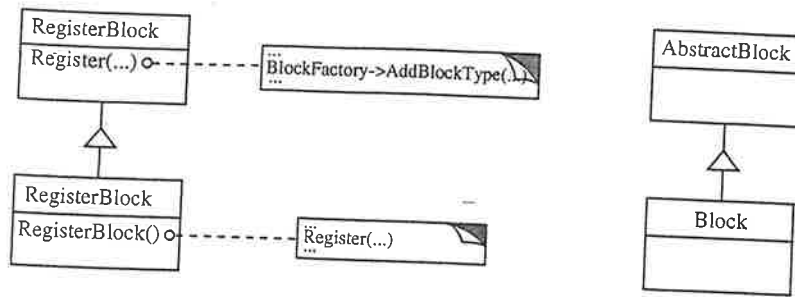 RegisterBlock
Register(...)
...
BlockFactory->AddBlockType(...)
...
RegisterBlock
RegisterBlock()
...
Register(...)
...
AbstractBlock
Block